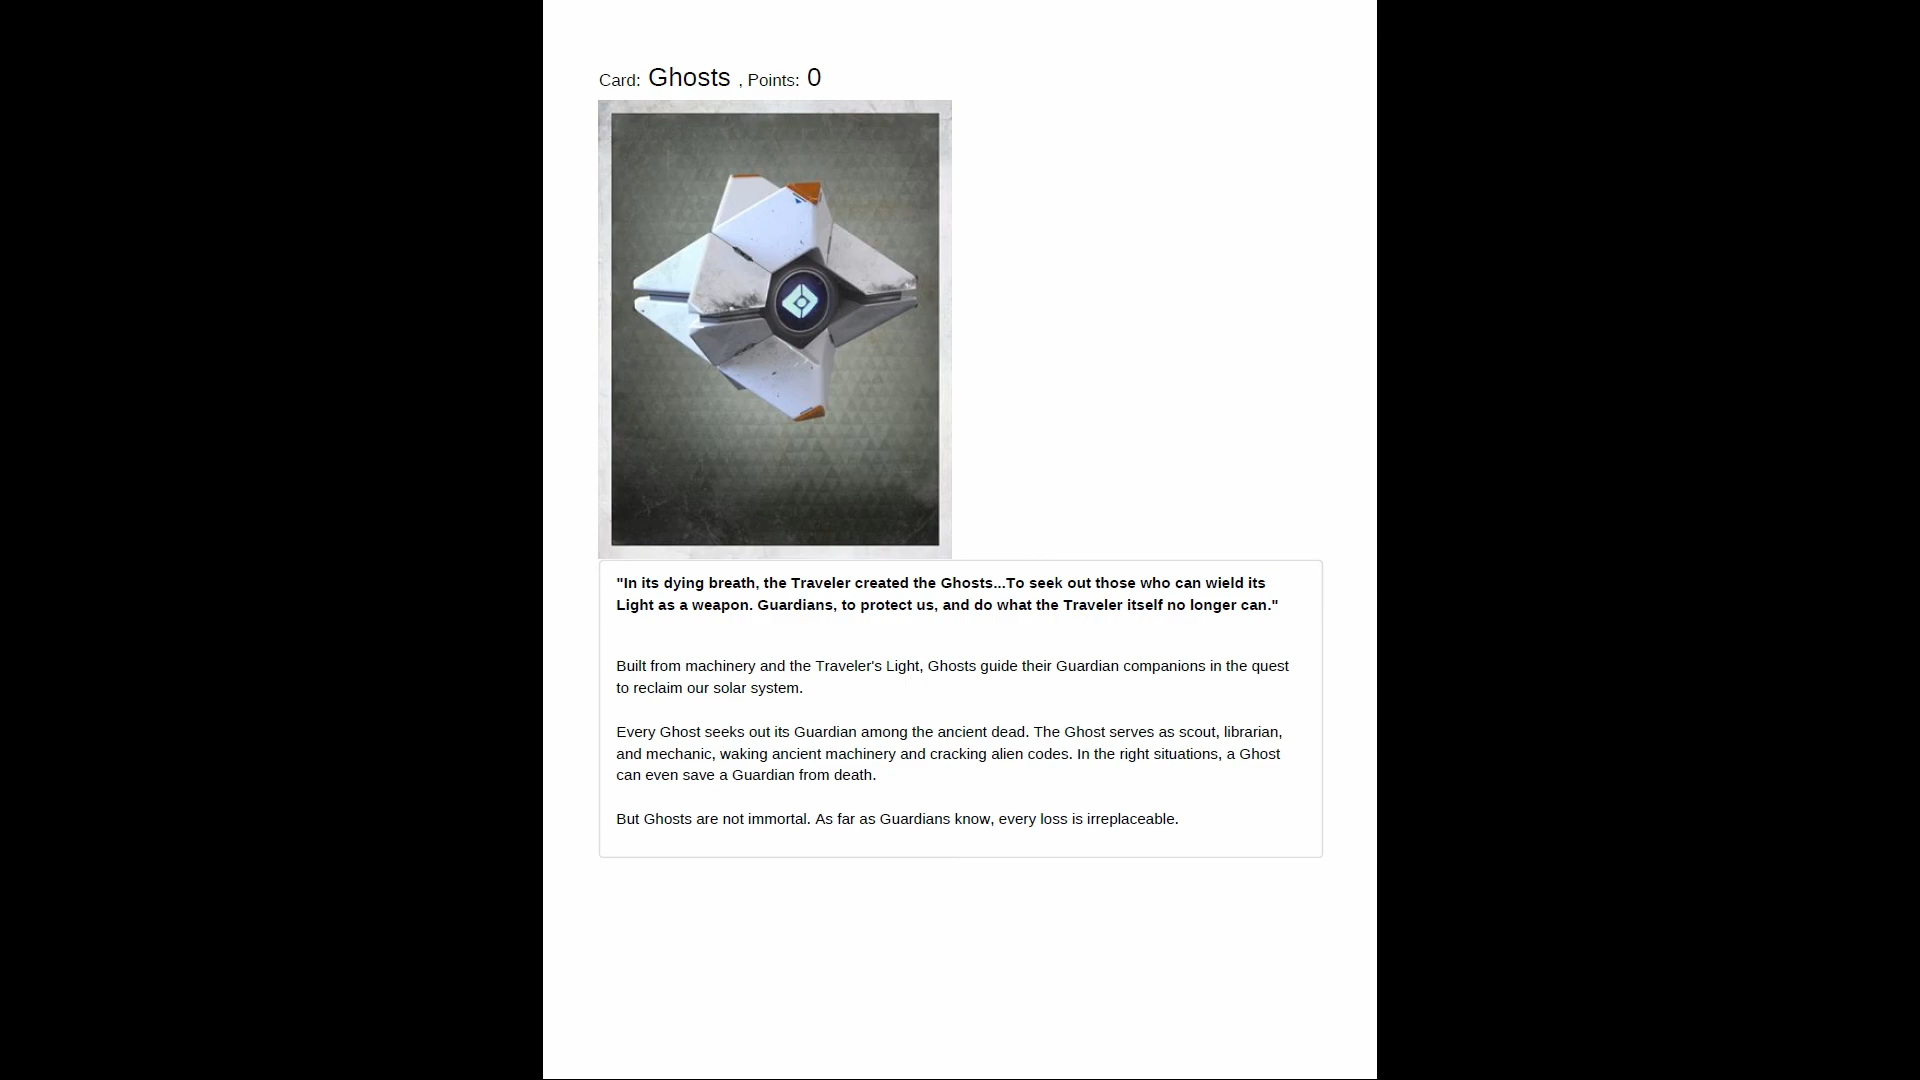 Card: Ghosts , Points: 0
"In its dying breath, the Traveler created the Ghosts...To seek out those who can wield its
Light as a weapon. Guardians, to protect us, and do what the Traveler itself no longer can."
Built from machinery and the Traveler's Light, Ghosts guide their Guardian companions in the quest
to reclaim our solar system.
Every Ghost seeks out its Guardian among the ancient dead. The Ghost serves as scout, librarian,
and mechanic, waking ancient machinery and cracking alien codes. In the right situations, a Ghost
can even save a Guardian from death.
But Ghosts are not immortal. As far as Guardians know, every loss is irreplaceable.